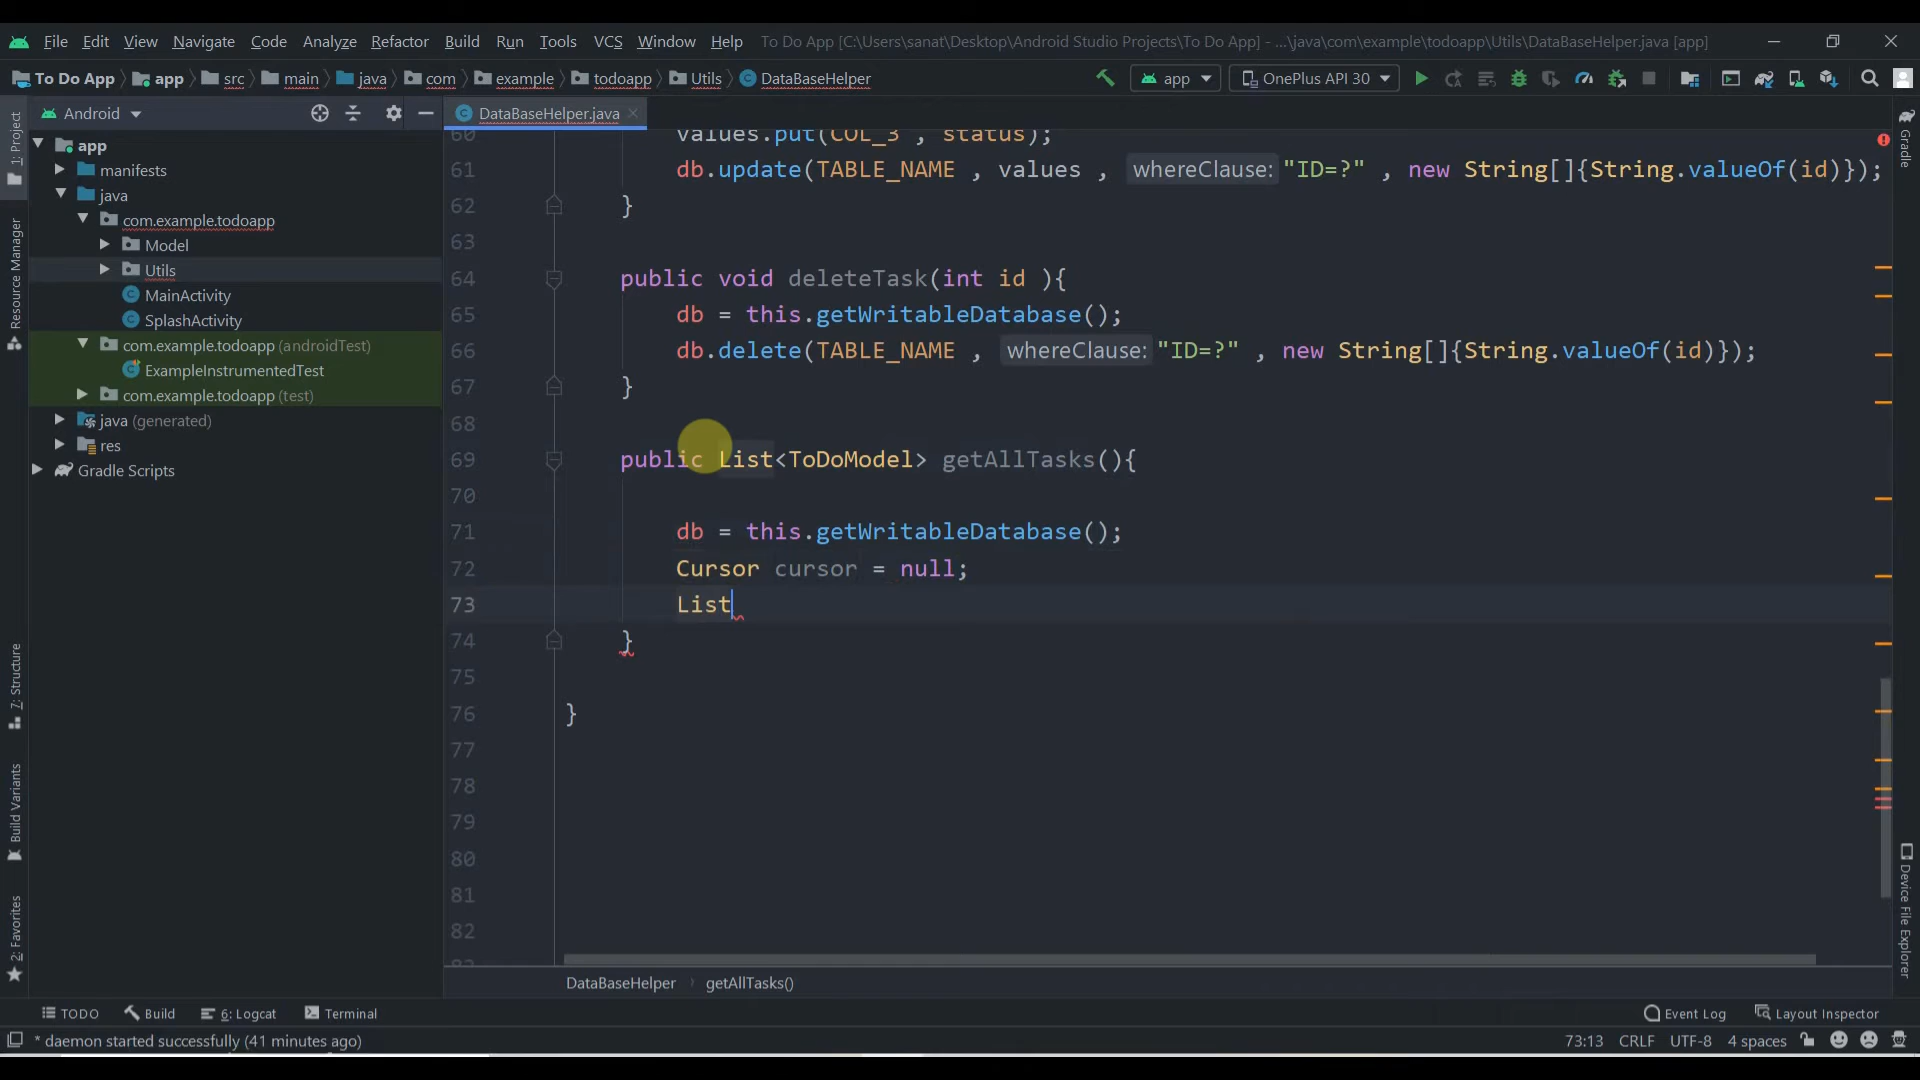 File Edit View Navigate Code Analyze Refactor Build Run Tools VCS Window Help To Do App [C:\Users\sanat\Desktop\Android Studio Projects\To Do App] - ...\java\com\example\todoapp\Utils\DataBaseHelper.java [app]
To Do App app src main java com example todoapp Utils DataBaseHelper app OnePlus API 30
Android
DataBaseHelper.java
1: Project
Resource Manager
7: Structure
Build Variants
2: Favorites
app
manifests
java
com.example.todoapp
Model
Utils
MainActivity
SplashActivity
com.example.todoapp (androidTest)
ExampleInstrumentedTest
com.example.todoapp (test)
java (generated)
res
Gradle Scripts
60 values.put(COL_3 , status);
61 db.update(TABLE_NAME , values , whereClause: "ID=?" , new String[]{String.valueOf(id)});
62 }
63
64 public void deleteTask(int id ){
65 db = this.getWritableDatabase();
66 db.delete(TABLE_NAME , whereClause: "ID=?" , new String[]{String.valueOf(id)});
67 }
68
69 public List<ToDoModel> getAllTasks(){
70
71 db = this.getWritableDatabase();
72 Cursor cursor = null;
73 List
74 }
75
76 }
77
78
79
80
81
82
DataBaseHelper getAllTasks()
Gradle
Device File Explorer
TODO Build 6: Logcat Terminal Event Log Layout Inspector
* daemon started successfully (41 minutes ago) 73:13 CRLF UTF-8 4 spaces